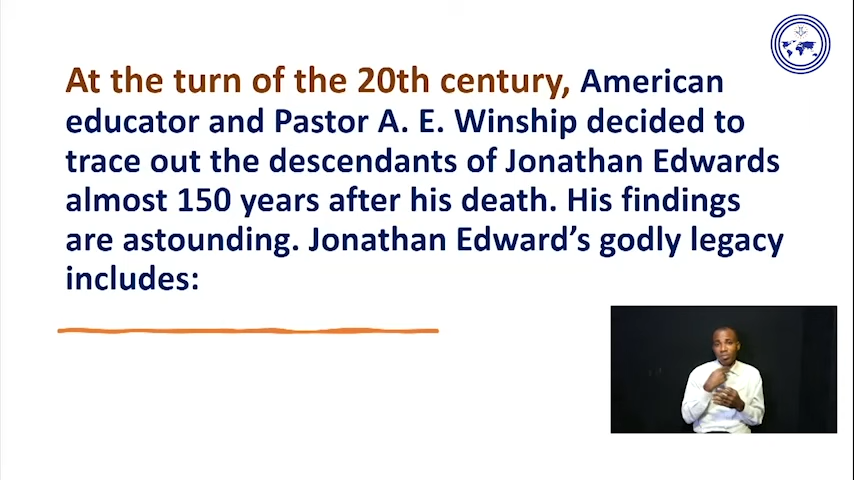 At the turn of the 20th century, American
educator and Pastor A. E. Winship decided to
trace out the descendants of Jonathan Edwards
almost 150 years after his death. His findings
are astounding. Jonathan Edward’s godly legacy
includes: